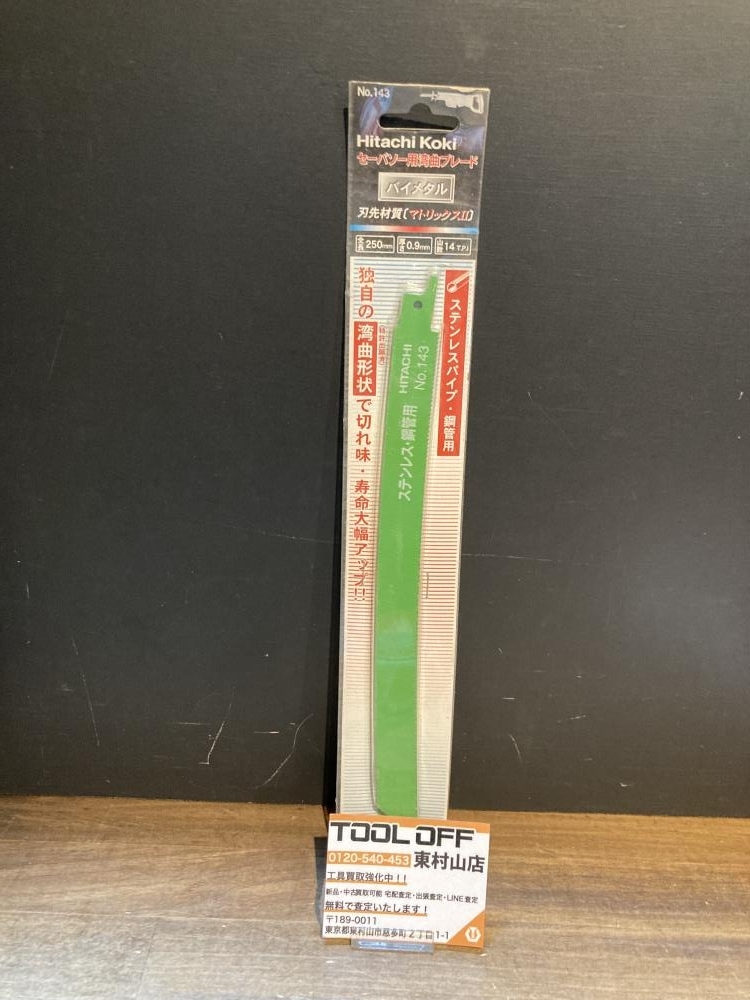 No.143
Hitachi Koki
セーバソー用湾曲ブレード
バイメタル
刃先材質〔マトリックスII〕
全長 250mm 厚さ 0.9mm 山数 14 T.P.I
独自の湾曲形状で切れ味・寿命大幅アップ!!
ステンレスパイプ・鋼管用
HITACHI
No.143
ステンレス・鋼管用
TOOL OFF
0120-540-453 東村山店
工具買取強化中！！
新品・中古買取可能 宅配査定・出張査定・LINE査定
無料で査定いたします！
〒189-0011
東京都東村山市恩多町2丁目1-1